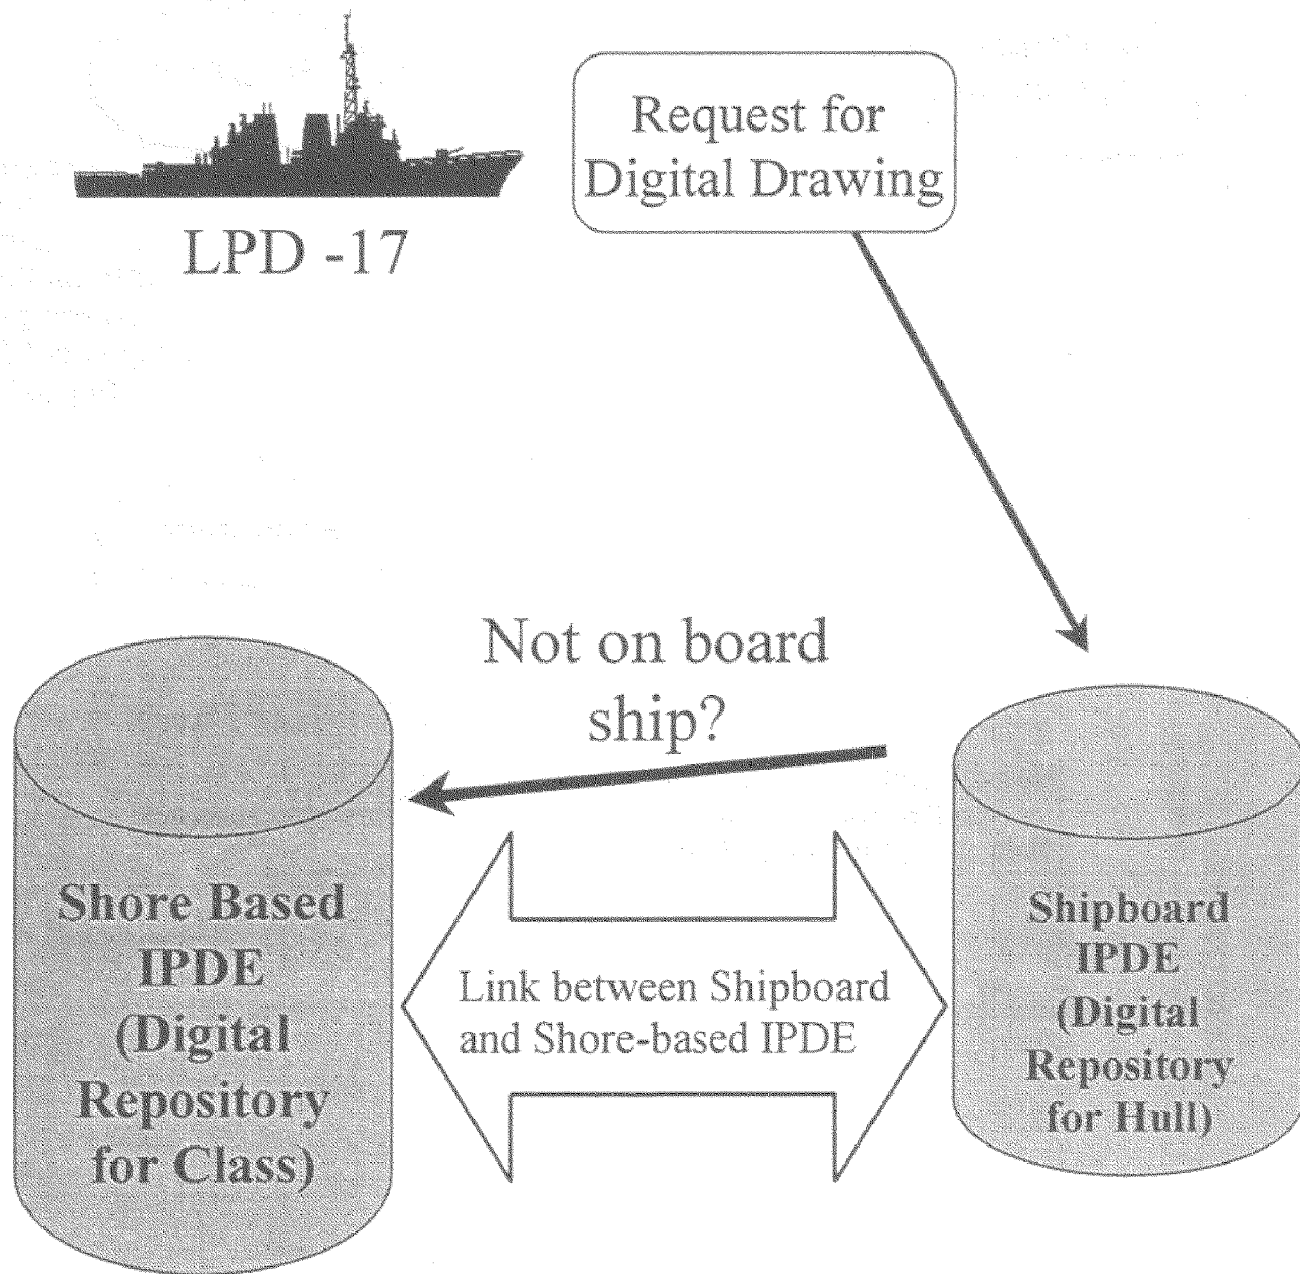 Request for
Digital Drawing
LPD -17
Not on board
ship?
Shore Based
IPDE
(Digital
Repository
for Class)
Link between Shipboard
and Shore-based IPDE
Shipboard
IPDE
(Digital
Repository
for Hull)